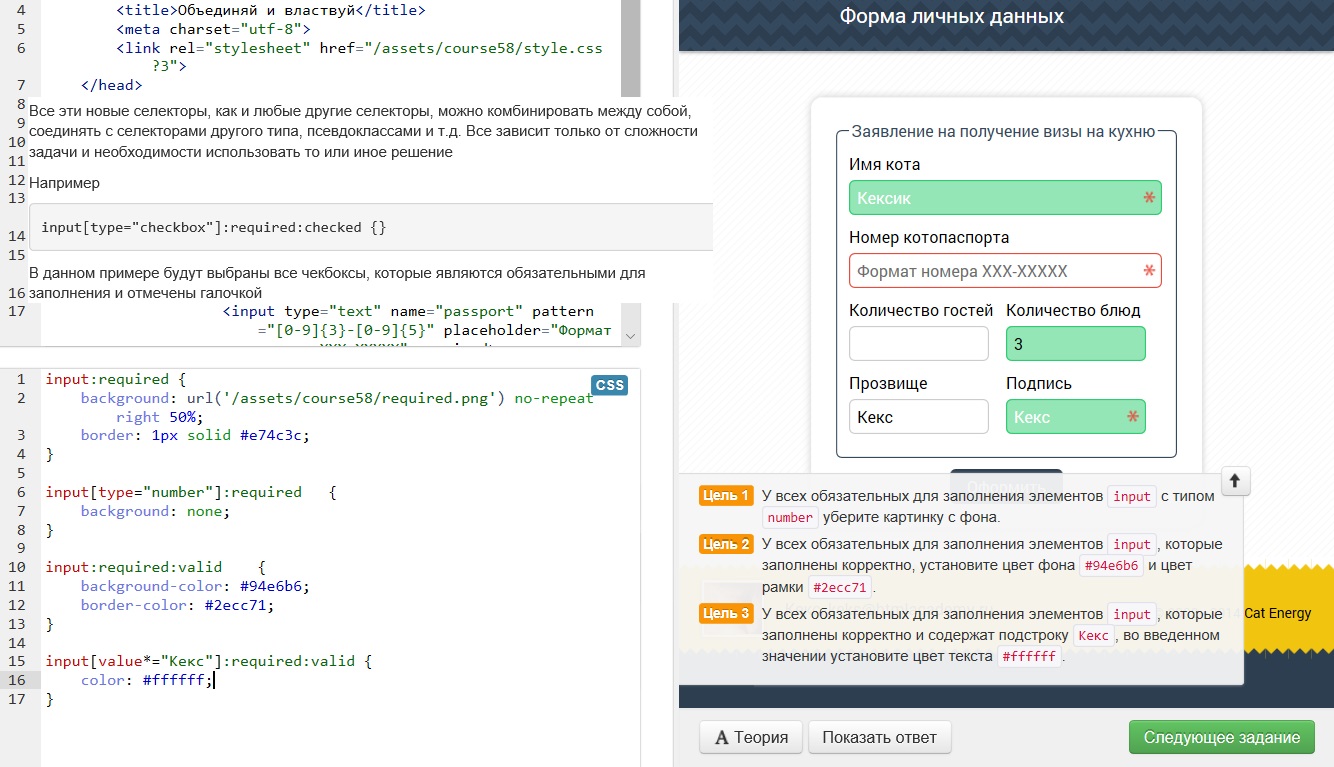 4 <title>Объединяй и властвуй</title>
5 <meta charset="utf-8">
6 <link rel="stylesheet" href="/assets/course58/style.css
?3">
7 </head>
8
Все эти новые селекторы, как и любые другие селекторы, можно комбинировать между собой,
9
соединять с селекторами другого типа, псевдоклассами и т.д. Все зависит только от сложности
10
задачи и необходимости использовать то или иное решение
11
12 Например
13
14 input[type="checkbox"]:required:checked {}
15
В данном примере будут выбраны все чекбоксы, которые являются обязательными для
16 заполнения и отмечены галочкой
17 <input type="text" name="passport" pattern
="[0-9]{3}-[0-9]{5}" placeholder="Формат
CSS
1 input:required {
2 background: url('/assets/course58/required.png') no-repeat
right 50%;
3 border: 1px solid #e74c3c;
4 }
5
6 input[type="number"]:required {
7 background: none;
8 }
9
10 input:required:valid {
11 background-color: #94e6b6;
12 border-color: #2ecc71;
13 }
14
15 input[value*="Кекс"]:required:valid {
16 color: #ffffff;
17 }
Форма личных данных
Заявление на получение визы на кухню
Имя кота
Кексик *
Номер котопаспорта
Формат номера XXX-XXXXX *
Количество гостей Количество блюд
3
Прозвище Подпись
Кекс Кекс *
Цель 1 У всех обязательных для заполнения элементов input с типом
number уберите картинку с фона.
Цель 2 У всех обязательных для заполнения элементов input, которые
заполнены корректно, установите цвет фона #94e6b6 и цвет
рамки #2ecc71.
Цель 3 У всех обязательных для заполнения элементов input, которые
заполнены корректно и содержат подстроку Кекс, во введенном
значении установите цвет текста #ffffff.
Cat Energy
A Теория Показать ответ Следующее задание